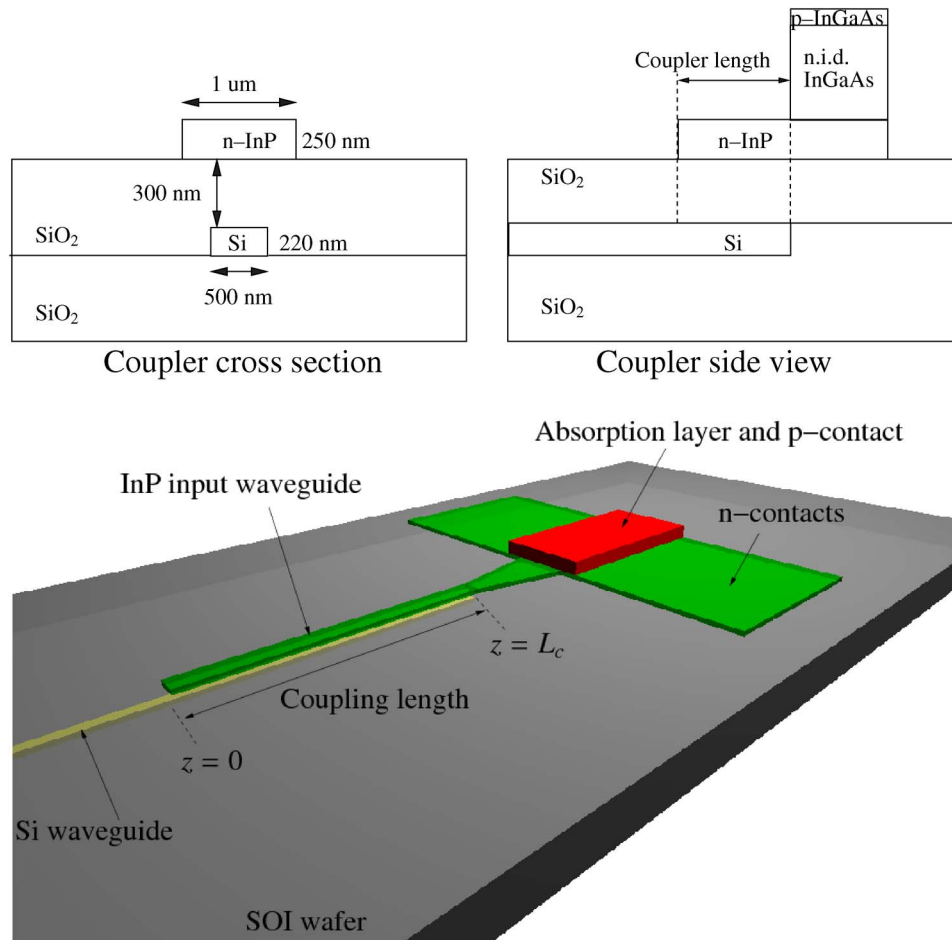 1 um
n–InP
250 nm
300 nm
SiO₂
Si
220 nm
500 nm
SiO₂
Coupler cross section
p–InGaAs
Coupler length
n.i.d.
InGaAs
n–InP
SiO₂
Si
SiO₂
Coupler side view
Absorption layer and p–contact
InP input waveguide
n–contacts
z = L_c
Coupling length
z = 0
Si waveguide
SOI wafer